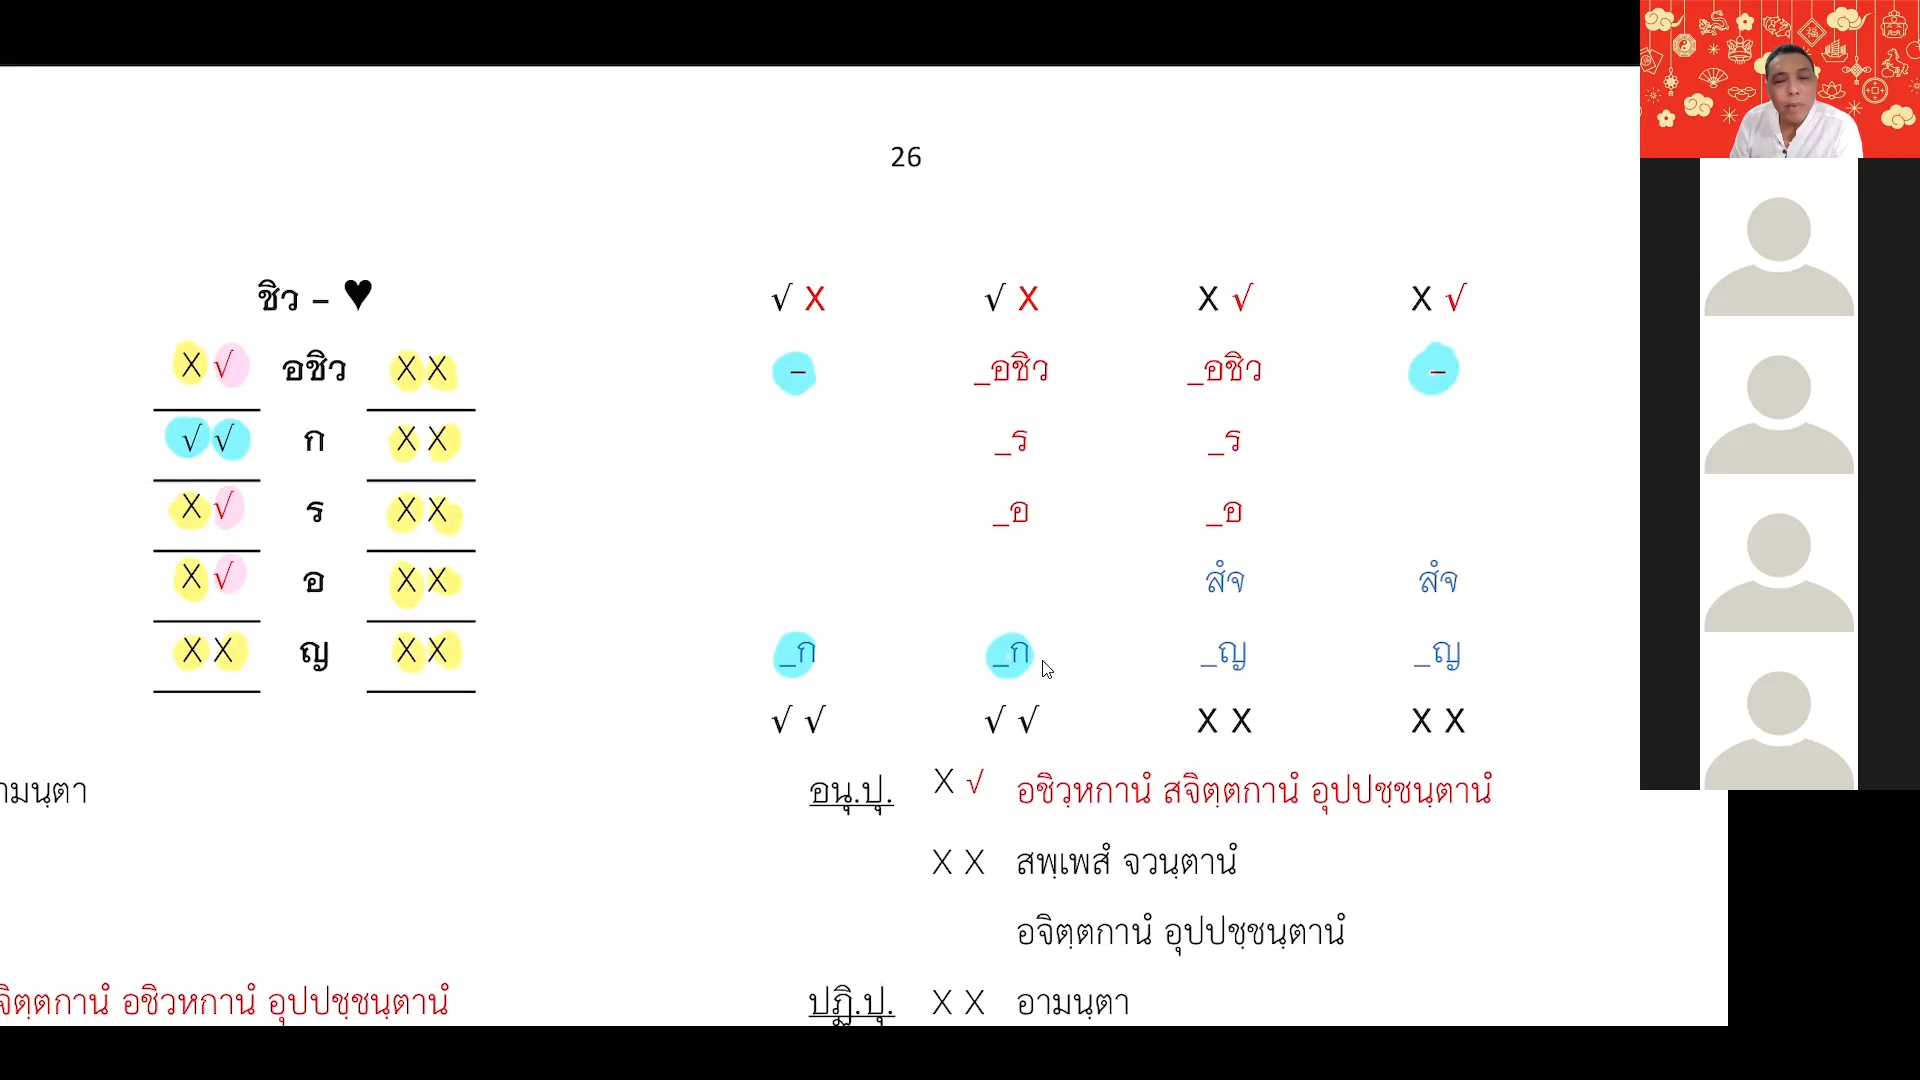 26
ชิว – ♥ √ X √ X X √ X √
X √ อชิว X X – _อชิว _อชิว –
√ √ ก X X _ร _ร
X √ ร X X _อ _อ
X √ อ X X สํจ สํจ
X X ญ X X _ก _ก _ญ _ญ
√ √ √ √ X X X X
ามนฺตา อนุ.ปุ. X √ อชิวฺหกานํ สจิตฺตกานํ อุปปชฺชนฺตานํ
X X สพฺเพสํ จวนฺตานํ
อจิตฺตกานํ อุปปชฺชนฺตานํ
จิตฺตกานํ อชิวหกานํ อุปปชฺชนฺตานํ ปฏิ.ปุ. X X อามนฺตา